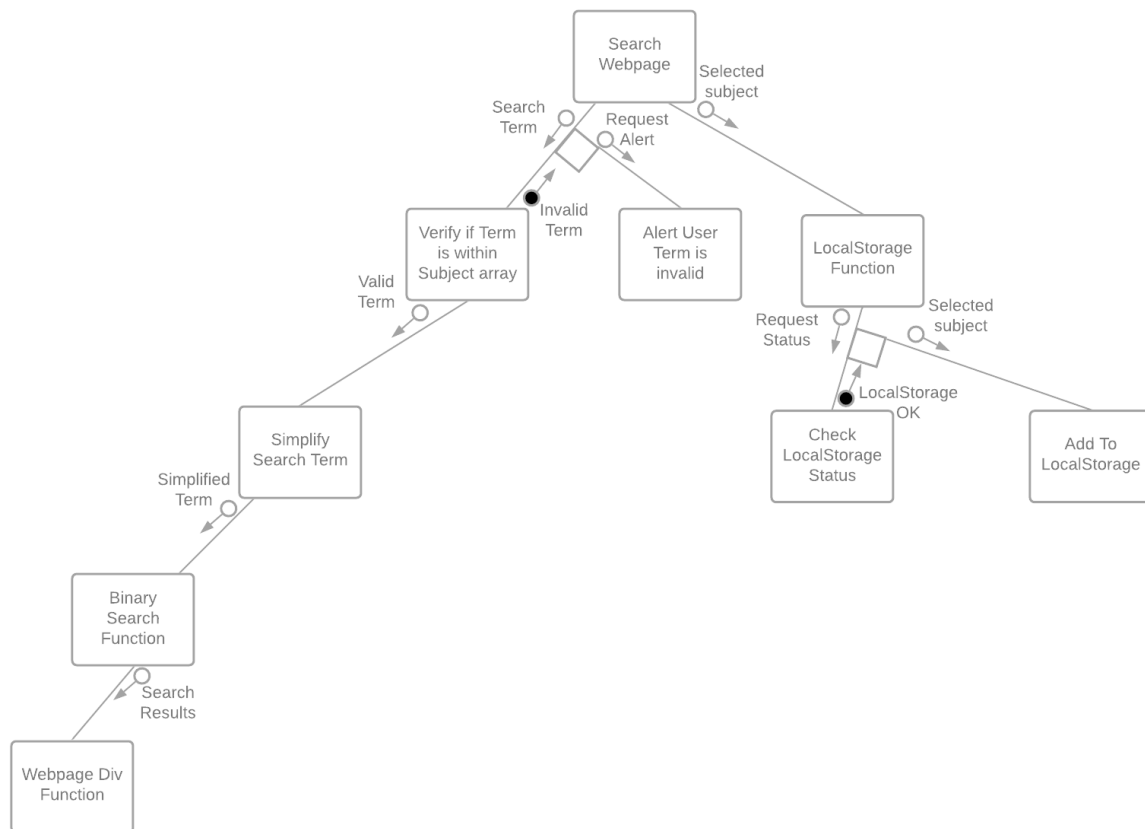 Search
Webpage
Selected
subject
Search
Term
Request
Alert
Invalid
Term
Verify if Term
is within
Subject array
Alert User
Term is
invalid
LocalStorage
Function
Valid
Term
Request
Status
Selected
subject
LocalStorage
OK
Simplify
Search Term
Check
LocalStorage
Status
Add To
LocalStorage
Simplified
Term
Binary
Search
Function
Search
Results
Webpage Div
Function